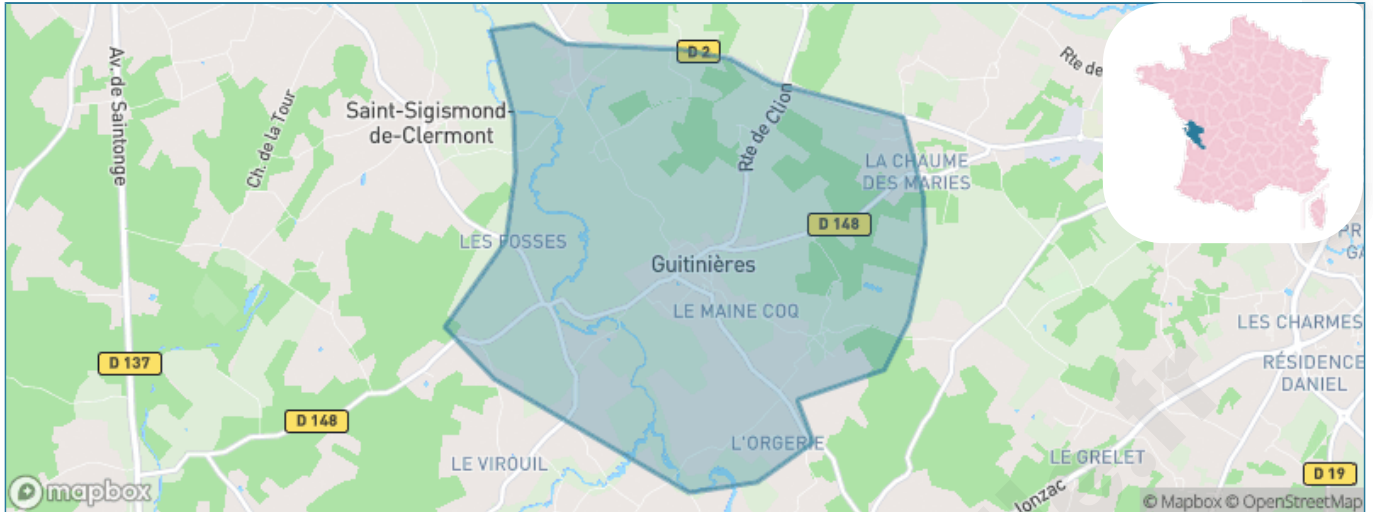 D 2
Rte de
Av. de Saintonge
Ch. de la Tour
Saint-Sigismond-
de-Clermont
Rte de Clion
LA CHAUME
DES MARIES
D 148
LES FOSSES
Guitinières
LE MAINE COQ
LES CHARMES
D 137
RÉSIDENCE
DANIEL
D 148
L'ORGERIE
LE VIROUIL
LE GRELET
D 19
Jonzac
mapbox
© Mapbox © OpenStreetMap